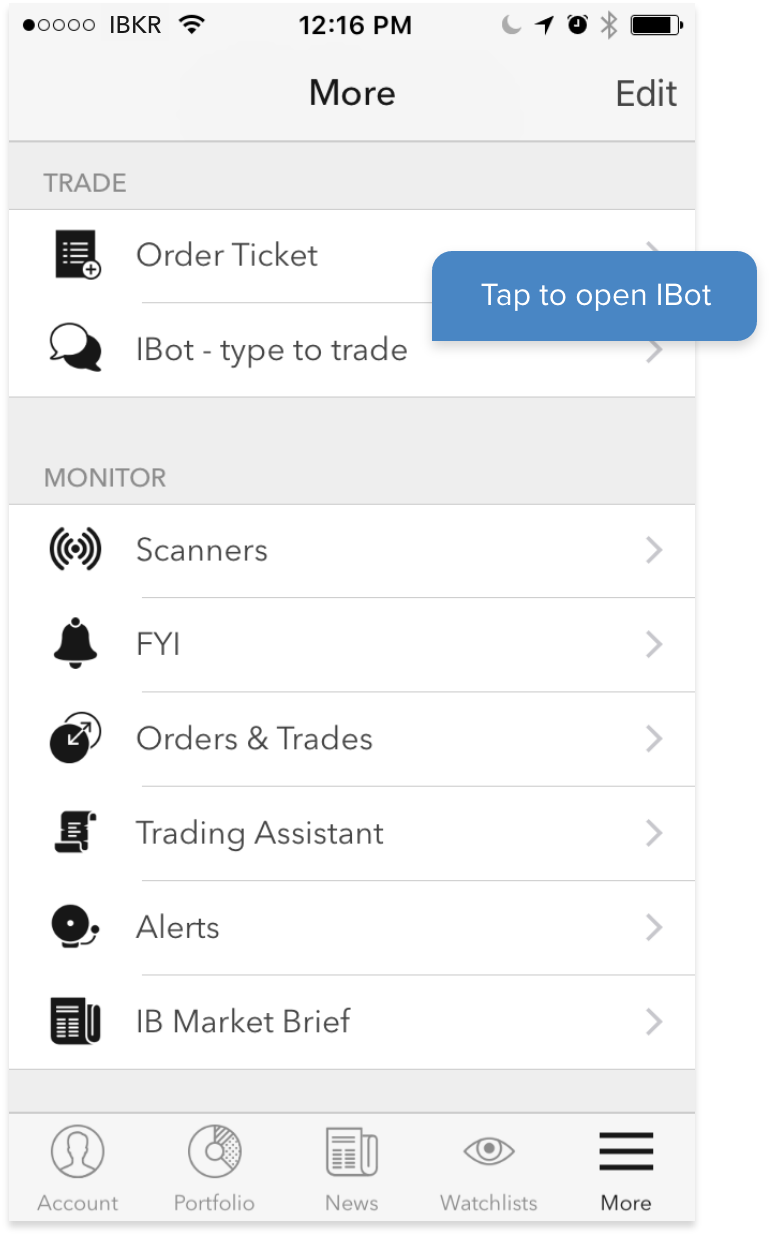 IBKR 12:16 PM
More Edit
TRADE
Order Ticket
Tap to open IBot
IBot - type to trade
MONITOR
Scanners
FYI
Orders & Trades
Trading Assistant
Alerts
IB Market Brief
Account Portfolio News Watchlists More